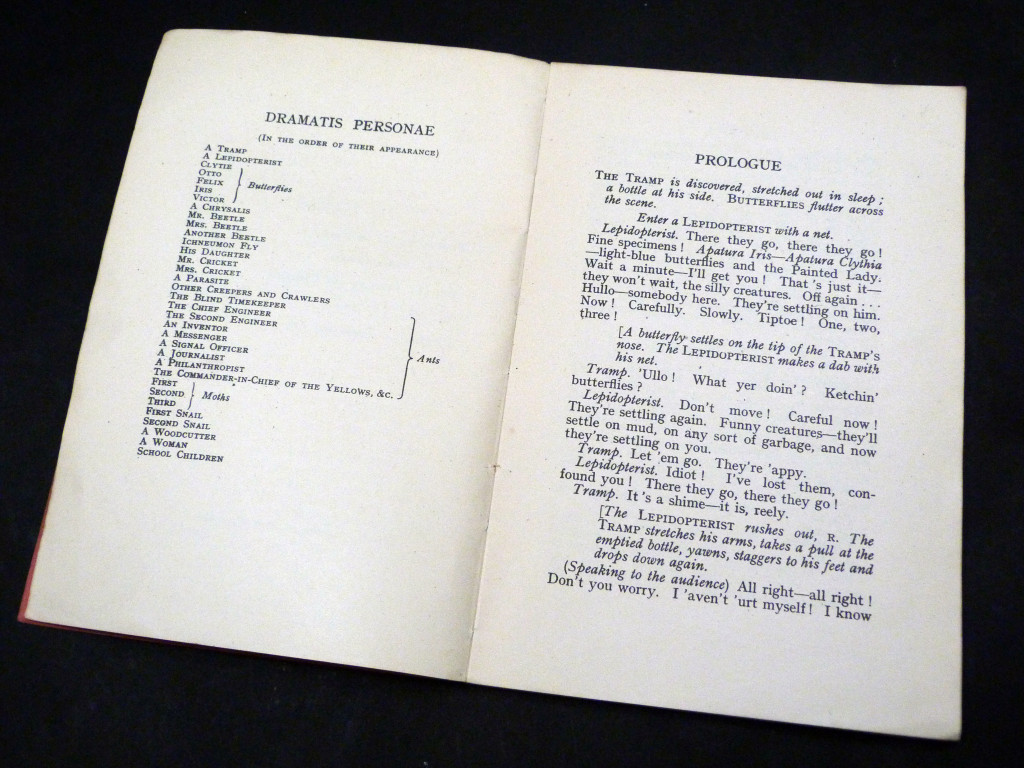 DRAMATIS PERSONAE
(IN THE ORDER OF THEIR APPEARANCE)
A TRAMP
A LEPIDOPTERIST
CLYTIE
OTTO
FELIX
IRIS
VICTOR
Butterflies
A CHRYSALIS
MR. BEETLE
MRS. BEETLE
ANOTHER BEETLE
ICHNEUMON FLY
HIS DAUGHTER
MR. CRICKET
MRS. CRICKET
A PARASITE
OTHER CREEPERS AND CRAWLERS
THE BLIND TIMEKEEPER
THE CHIEF ENGINEER
THE SECOND ENGINEER
AN INVENTOR
A MESSENGER
A SIGNAL OFFICER
A JOURNALIST
A PHILANTHROPIST
THE COMMANDER-IN-CHIEF OF THE YELLOWS, &C.
Ants
FIRST
SECOND
THIRD
Moths
FIRST SNAIL
SECOND SNAIL
A WOODCUTTER
A WOMAN
SCHOOL CHILDREN
PROLOGUE
THE TRAMP is discovered, stretched out in sleep ;
a bottle at his side. BUTTERFLIES flutter across
the scene.
Enter a LEPIDOPTERIST with a net.
Lepidopterist. There they go, there they go !
Fine specimens ! Apatura Iris—Apatura Clythia
—light-blue butterflies and the Painted Lady.
Wait a minute—I'll get you ! That's just it—
they won't wait, the silly creatures. Off again . . .
Hullo—somebody here. They're settling on him.
Now ! Carefully. Slowly. Tiptoe ! One, two,
three !
[A butterfly settles on the tip of the TRAMP'S
nose. The LEPIDOPTERIST makes a dab with
his net.
Tramp. 'Ullo ! What yer doin' ? Ketchin'
butterflies ?
Lepidopterist. Don't move ! Careful now !
They're settling again. Funny creatures—they'll
settle on mud, on any sort of garbage, and now
they're settling on you.
Tramp. Let 'em go. They're 'appy.
Lepidopterist. Idiot ! I've lost them, con-
found you ! There they go, there they go !
Tramp. It's a shime—it is, reely.
[The LEPIDOPTERIST rushes out, R. The
TRAMP stretches his arms, takes a pull at the
emptied bottle, yawns, staggers to his feet and
drops down again.
(Speaking to the audience) All right—all right !
Don't you worry. I 'aven't 'urt myself ! I know